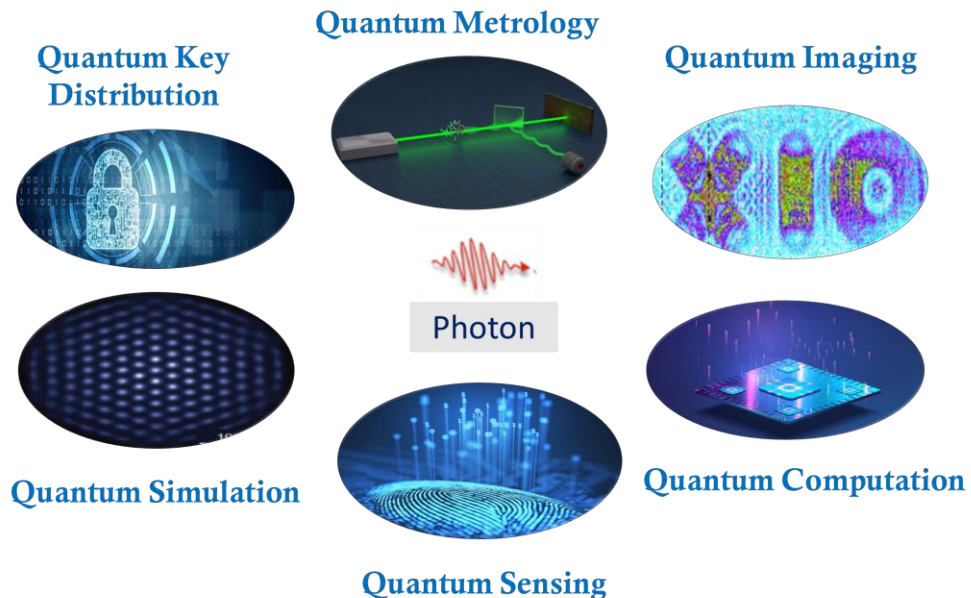 Quantum Metrology
Quantum Key
Distribution
Quantum Imaging
Photon
Quantum Simulation
Quantum Computation
Quantum Sensing